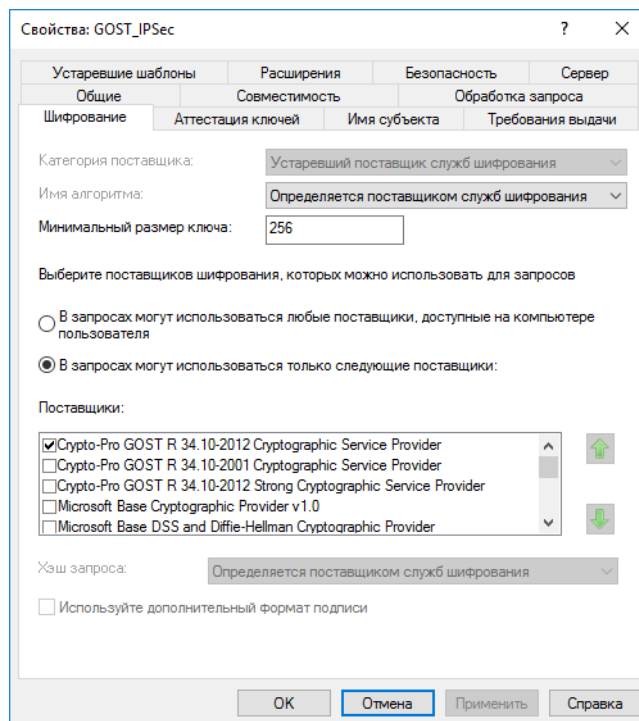 Свойства: GOST_IPSec
Устаревшие шаблоны Расширения Безопасность Сервер
Общие Совместимость Обработка запроса
Шифрование Аттестация ключей Имя субъекта Требования выдачи
Категория поставщика: Устаревший поставщик служб шифрования
Имя алгоритма: Определяется поставщиком служб шифрования
Минимальный размер ключа: 256
Выберите поставщиков шифрования, которых можно использовать для запросов
В запросах могут использоваться любые поставщики, доступные на компьютере
пользователя
В запросах могут использоваться только следующие поставщики:
Поставщики:
Crypto-Pro GOST R 34.10-2012 Cryptographic Service Provider
Crypto-Pro GOST R 34.10-2001 Cryptographic Service Provider
Crypto-Pro GOST R 34.10-2012 Strong Cryptographic Service Provider
Microsoft Base Cryptographic Provider v1.0
Microsoft Base DSS and Diffie-Hellman Cryptographic Provider
Хэш запроса: Определяется поставщиком служб шифрования
Используйте дополнительный формат подписи
OK Отмена Применить Справка